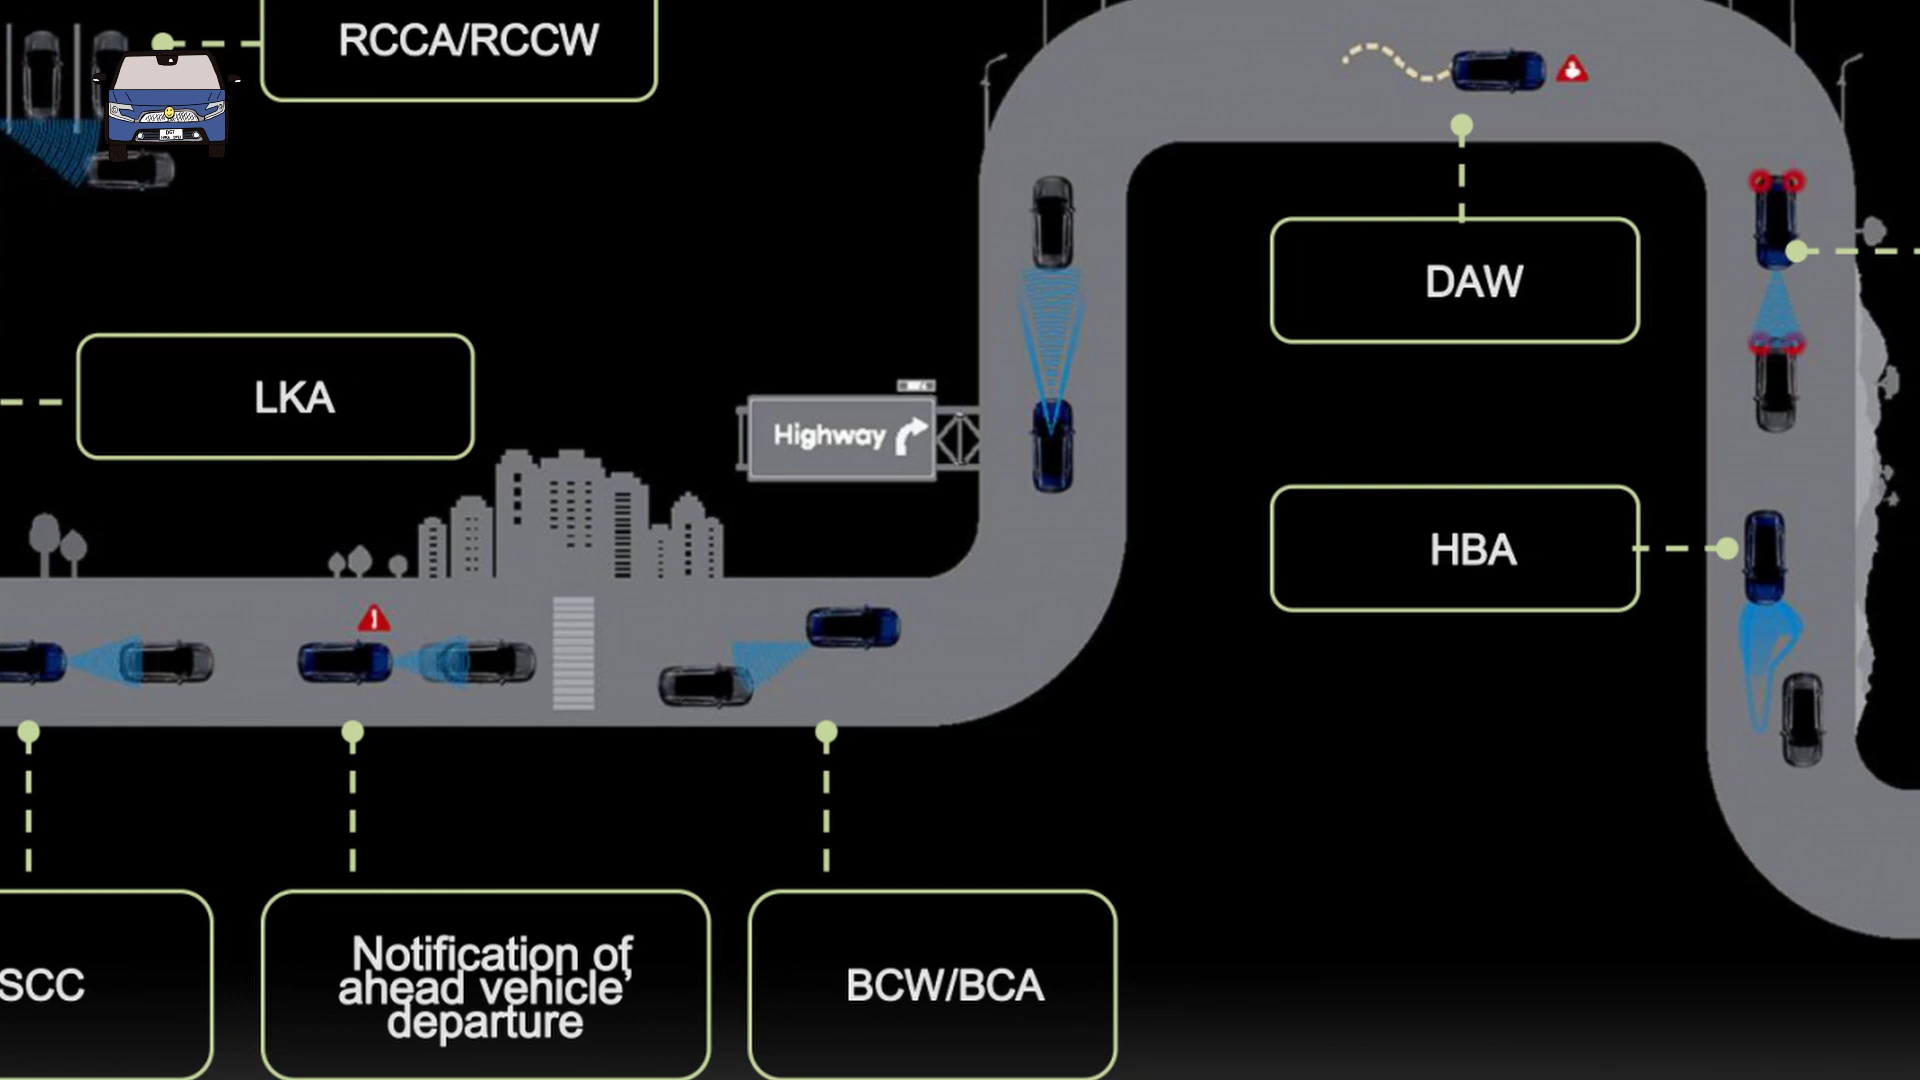 RCCA/RCCW
DAW
LKA
Highway
HBA
SCC
Notification of
ahead vehicle'
departure
BCW/BCA